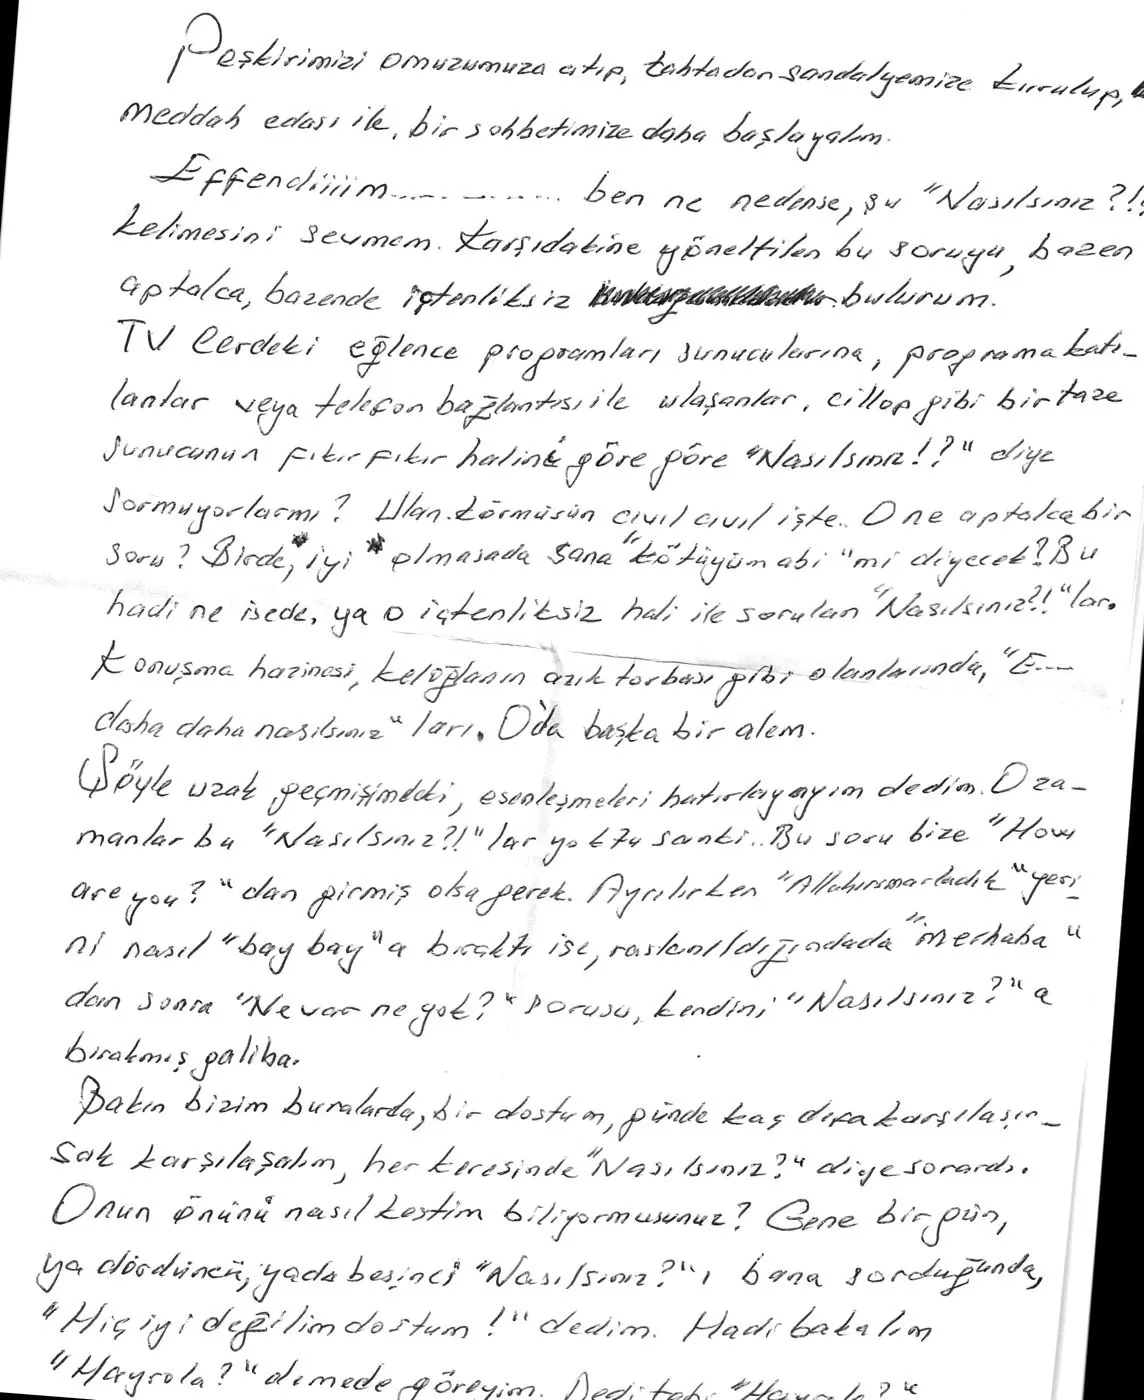 Peşkirimizi omuzumuza atıp, tahtadan sandalyemize kurulup,
meddah edası ile, bir sohbetimize daha başlayalım.
Effendiiiim.............. ben ne nedense, şu "Nasılsınız?!
kelimesini sevmem. Karşıdakine yöneltilen bu soruyu, bazen
aptalca, bazende içtenliksiz bulurum.
TV lerdeki eğlence programları sunucularına, programa katı-
lanlar veya telefon bağlantısı ile ulaşanlar, cillop gibi bir taze
sunucunun fıkır fıkır haline göre göre "Nasılsınız!?" diye
sormuyorlarmı? Ulan körmüsün cıvıl cıvıl işte.. O ne aptalca bir
soru? Birde, iyi olmasada sana "kötüyüm abi" mi diyecek? Bu
hadi ne isede, ya o içtenliksiz hali ile sorulan "Nasılsınız?!" lar.
Konuşma hazinesi, keloğlanın azık torbası gibi olanlarında, "E....
daha daha nasılsınız" ları. O'da başka bir alem.
Şöyle uzak geçmişimdeki, esenleşmeleri hatırlayayım dedim. O za-
manlar bu "Nasılsınız?!" lar yoktu sanki.. Bu soru bize "How
are you?" dan girmiş olsa gerek. Ayrılırken "Allahısmarladık" yeri-
ni nasıl "bay bay" a bıraktı ise, raslanıldığındada "Merhaba"
dan sonra "Ne var ne yok?" sorusu, kendini "Nasılsınız?" a
bırakmış galiba.
Bakın bizim buralarda, bir dostum, günde kaç defa karşılaşır-
sak karşılaşalım, her keresinde "Nasılsınız?" diye sorardı.
Onun önünü nasıl kestim biliyormusunuz? Gene bir gün,
ya dördüncü, yada beşinci "Nasılsınız?" ı bana sorduğunda,
"Hiç iyi değilim dostum!" dedim. Hadi bakalım
"Hayrola?" demede göreyim. Dedi tabi "Hayrola?"